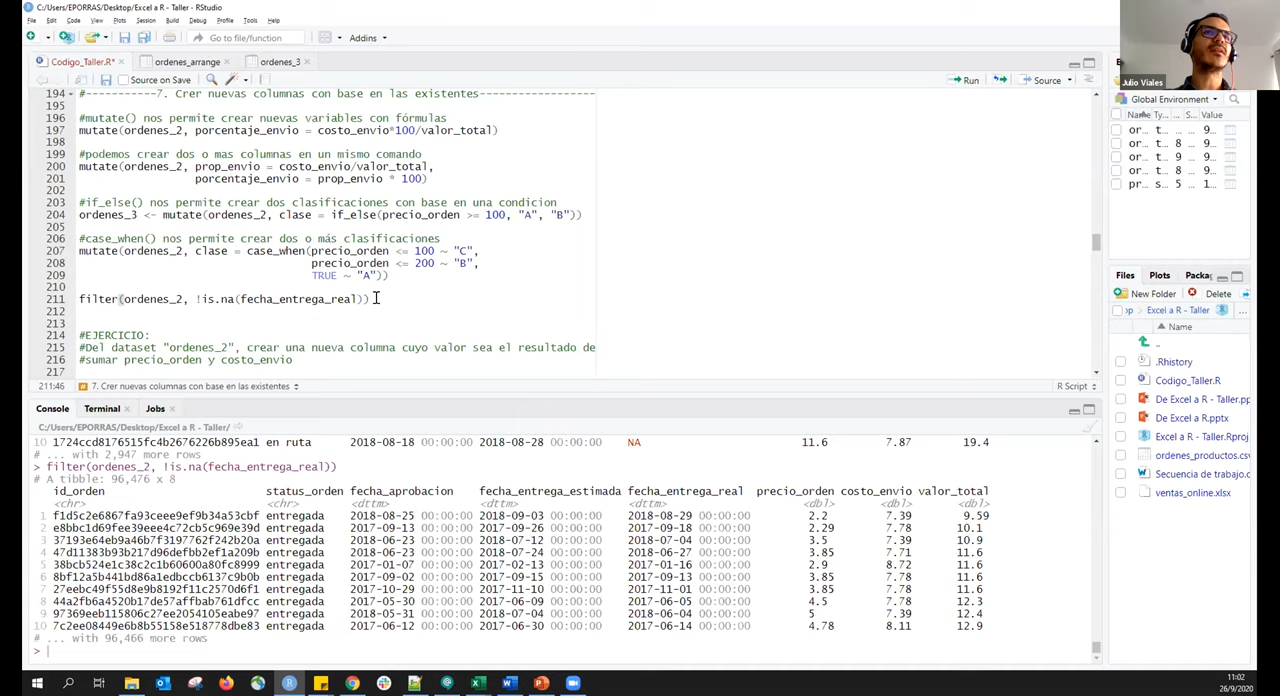 C:/Users/EPORRAS/Desktop/Excel a R - Taller - RStudio
File Edit Code View Plots Session Build Debug Profile Tools Help
Go to file/function Addins
Codigo_Taller.R* ordenes_arrange ordenes_3
Source on Save Run Source
194 #-----------7. Crer nuevas columnas con base en las existentes------------------
195
196 #mutate() nos permite crear nuevas variables con fórmulas
197 mutate(ordenes_2, porcentaje_envio = costo_envio*100/valor_total)
198
199 #podemos crear dos o mas columnas en un mismo comando
200 mutate(ordenes_2, prop_envio = costo_envio/valor_total,
201 porcentaje_envio = prop_envio * 100)
202
203 #if_else() nos permite crear dos clasificaciones con base en una condicion
204 ordenes_3 <- mutate(ordenes_2, clase = if_else(precio_orden >= 100, "A", "B"))
205
206 #case_when() nos permite crear dos o más clasificaciones
207 mutate(ordenes_2, clase = case_when(precio_orden <= 100 ~ "C",
208 precio_orden <= 200 ~ "B",
209 TRUE ~ "A"))
210
211 filter(ordenes_2, !is.na(fecha_entrega_real))
212
213
214 #EJERCICIO:
215 #Del dataset "ordenes_2", crear una nueva columna cuyo valor sea el resultado de
216 #sumar precio_orden y costo_envio
217
211:46 7. Crer nuevas columnas con base en las existentes R Script
Console Terminal Jobs
C:/Users/EPORRAS/Desktop/Excel a R - Taller/
10 1724ccd8176515fc4b2676226b895ea1 en ruta 2018-08-18 00:00:00 2018-08-28 00:00:00 NA 11.6 7.87 19.4
# ... with 2,947 more rows
> filter(ordenes_2, !is.na(fecha_entrega_real))
# A tibble: 96,476 x 8
id_orden status_orden fecha_aprobacion fecha_entrega_estimada fecha_entrega_real precio_orden costo_envio valor_total
<chr> <chr> <dttm> <dttm> <dttm> <dbl> <dbl> <dbl>
1 f1d5c2e6867fa93ceee9ef9b34a53cbf entregada 2018-08-25 00:00:00 2018-09-03 00:00:00 2018-08-29 00:00:00 2.2 7.39 9.59
2 e8bbc1d69fee39eee4c72cb5c969e39d entregada 2017-09-13 00:00:00 2017-09-26 00:00:00 2017-09-18 00:00:00 2.29 7.78 10.1
3 37193e64eb9a46b7f3197762f242b20a entregada 2018-06-23 00:00:00 2018-07-12 00:00:00 2018-07-04 00:00:00 3.5 7.39 10.9
4 47d11383b93b217d96defbb2ef1a209b entregada 2018-06-23 00:00:00 2018-07-24 00:00:00 2018-06-27 00:00:00 3.85 7.71 11.6
5 38bcb524e1c38c2c1b60600a80fc8999 entregada 2017-01-07 00:00:00 2017-02-13 00:00:00 2017-01-16 00:00:00 2.9 8.72 11.6
6 8bf12a5b441bd86a1edbccb6137c9b0b entregada 2017-09-02 00:00:00 2017-09-15 00:00:00 2017-09-13 00:00:00 3.85 7.78 11.6
7 27eebc49f55d8e9b8192f11c2570d6f1 entregada 2017-10-29 00:00:00 2017-11-10 00:00:00 2017-11-01 00:00:00 3.85 7.78 11.6
8 44a2fb6a4520b17de57affbab761dfcc entregada 2017-05-30 00:00:00 2017-06-09 00:00:00 2017-06-05 00:00:00 4.5 7.78 12.3
9 97369eeb115806c27ee2054105eabe97 entregada 2018-05-31 00:00:00 2018-07-04 00:00:00 2018-06-04 00:00:00 5 7.39 12.4
10 7c2ee08449e6b8b55158e518778dbe83 entregada 2017-06-12 00:00:00 2017-06-30 00:00:00 2017-06-14 00:00:00 4.78 8.11 12.9
# ... with 96,466 more rows
>
Julio Viales
Global Environment
Name Ty... ... S... Value
or... t... 9...
or... t... 8 9...
or... t... 9 9...
or... t... 8 9...
pr... s... 5 1...
Files Plots Packa
New Folder Delete
op Excel a R - Taller ...
Name
..
.Rhistory
Codigo_Taller.R
De Excel a R - Taller.pp
De Excel a R.pptx
Excel a R - Taller.Rproj
ordenes_productos.csv
Secuencia de trabajo.c
ventas_online.xlsx
11:02
26/9/2020